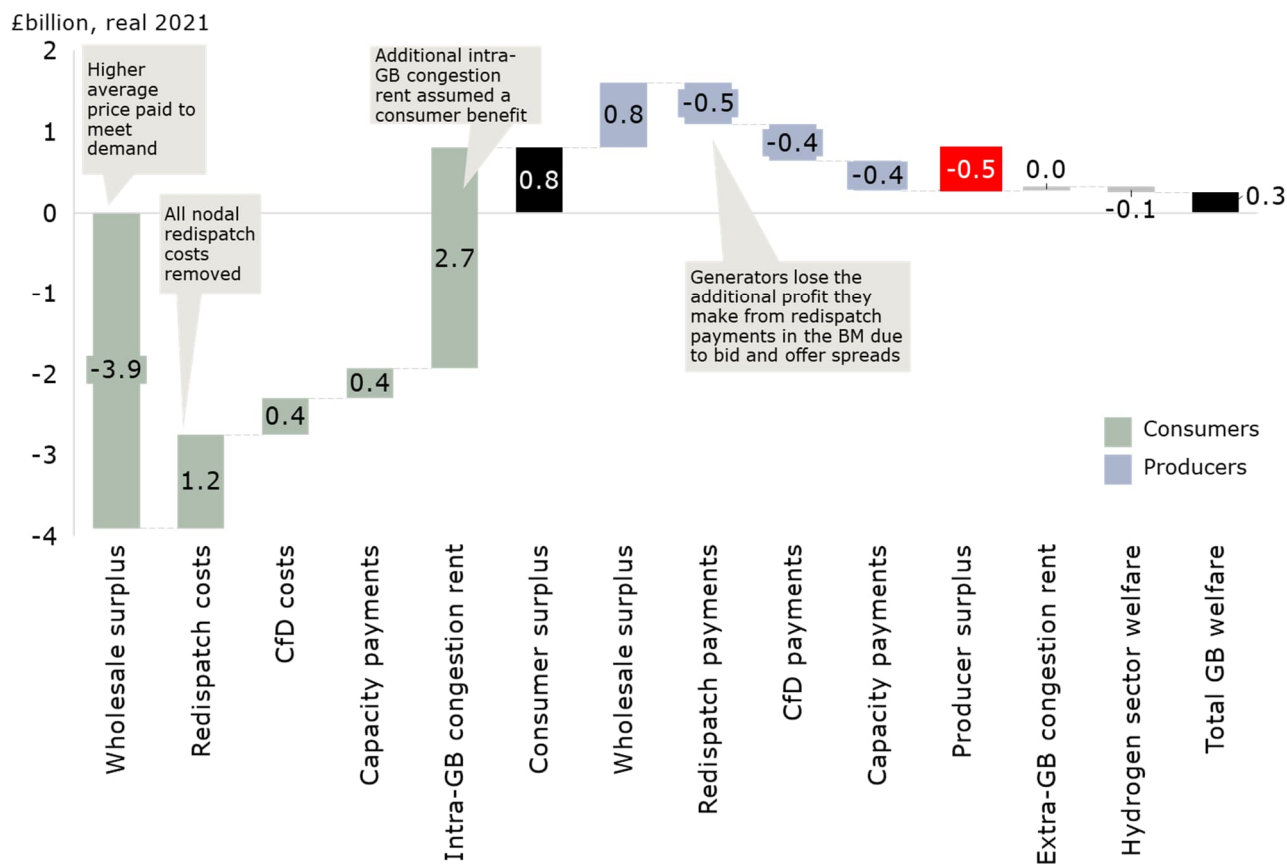 £billion, real 2021
2
1
0
-1
-2
-3
-4
Higher
average
price paid to
meet
demand
All nodal
redispatch
costs
removed
Additional intra-
GB congestion
rent assumed a
consumer benefit
Generators lose the
additional profit they
make from redispatch
payments in the BM due
to bid and offer spreads
-3.9
1.2
0.4
0.4
2.7
0.8
0.8
-0.5
-0.4
-0.4
-0.5
0.0
-0.1
0.3
Consumers
Producers
Wholesale surplus
Redispatch costs
CfD costs
Capacity payments
Intra-GB congestion rent
Consumer surplus
Wholesale surplus
Redispatch payments
CfD payments
Capacity payments
Producer surplus
Extra-GB congestion rent
Hydrogen sector welfare
Total GB welfare